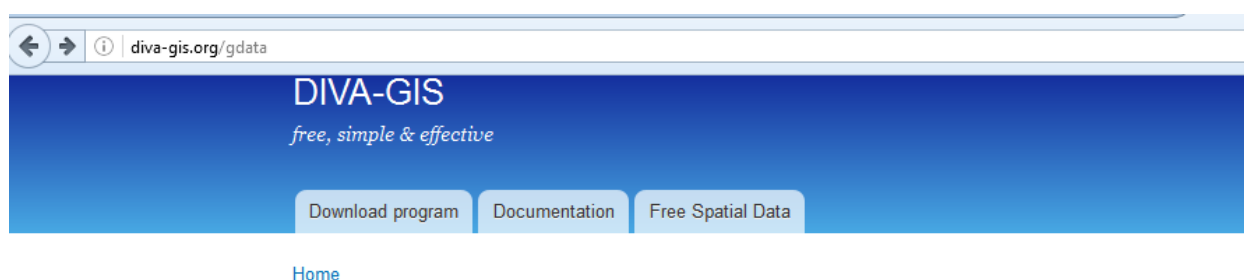 diva-gis.org/gdata
DIVA-GIS
free, simple & effective
Download program Documentation Free Spatial Data
Home